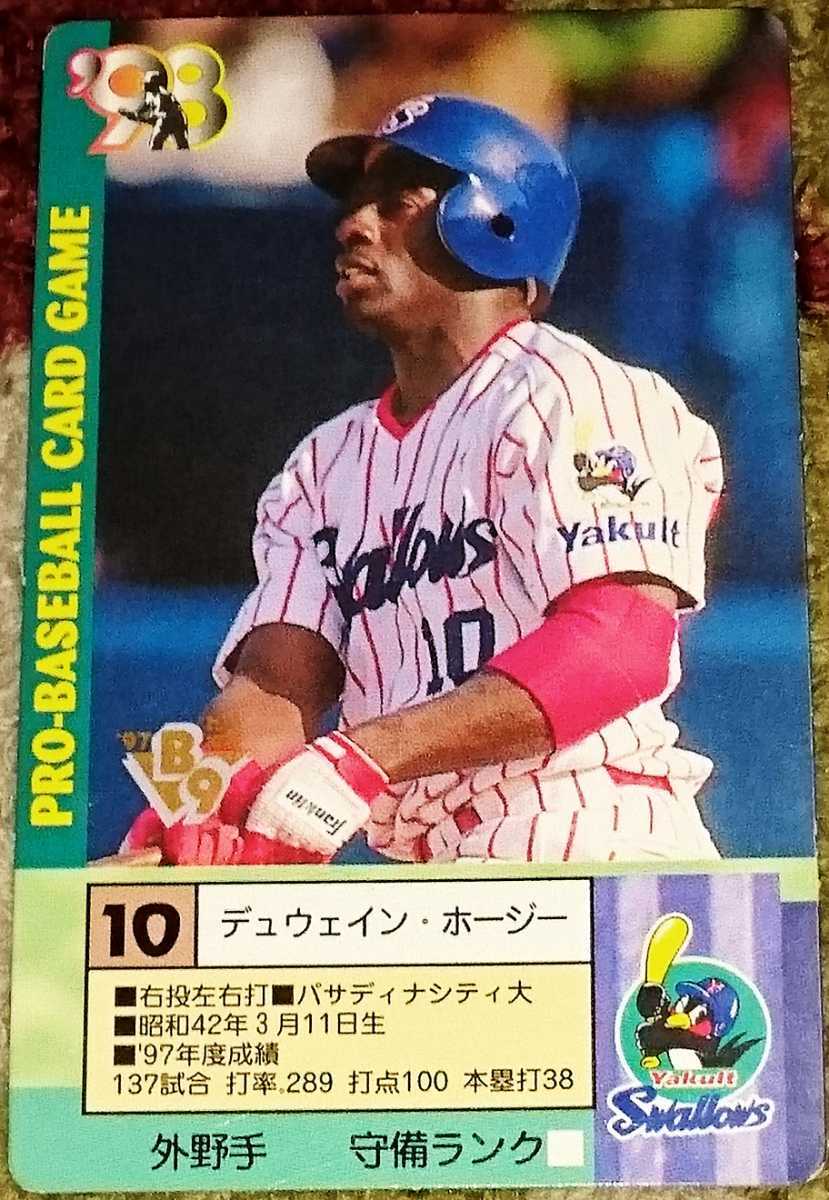 '98
PRO-BASEBALL CARD GAME
Swallows
10
Yakult
franklin
'97
B
9
10
デュウェイン・ホージー
■右投左右打■パサディナシティ大
■昭和42年3月11日生
■'97年度成績
137試合 打率.289 打点100 本塁打38
外野手 守備ランク
Yakult
Swallows